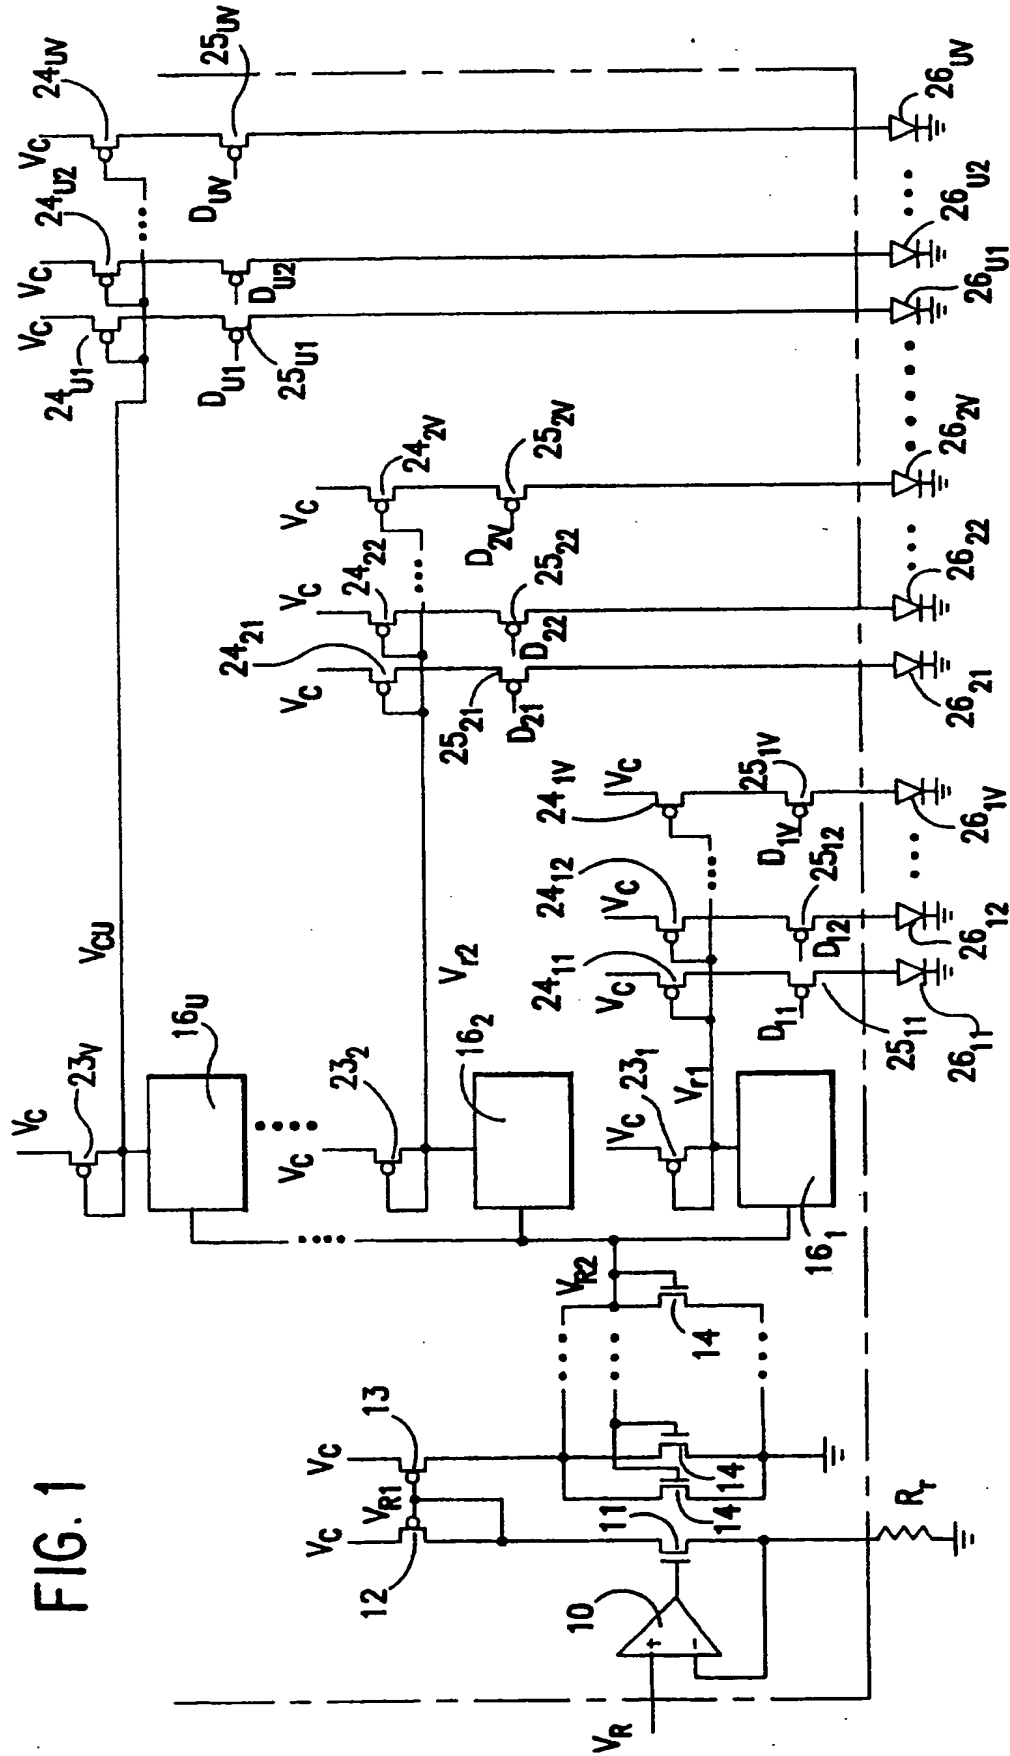 FIG. 1
V_C
24_UV
V_C
24_U2
V_C
24_U1
25_UV
D_UV
D_U2
D_U1
25_U1
V_CU
V_C
23_V
16_U
V_C
24_2V
V_C
24_22
V_C
24_21
25_2V
D_2V
25_22
D_22
25_21
D_21
V_r2
V_C
23_2
16_2
V_C
24_1V
V_C
24_12
V_C
24_11
25_1V
D_1V
25_12
D_12
D_11
25_11
V_r1
V_C
23_1
16_1
V_R2
14
14
14
V_C
13
V_R1
V_C
12
11
10
+
−
V_R
R_r
26_11
26_12
26_1V
26_21
26_22
26_2V
26_U1
26_U2
26_UV